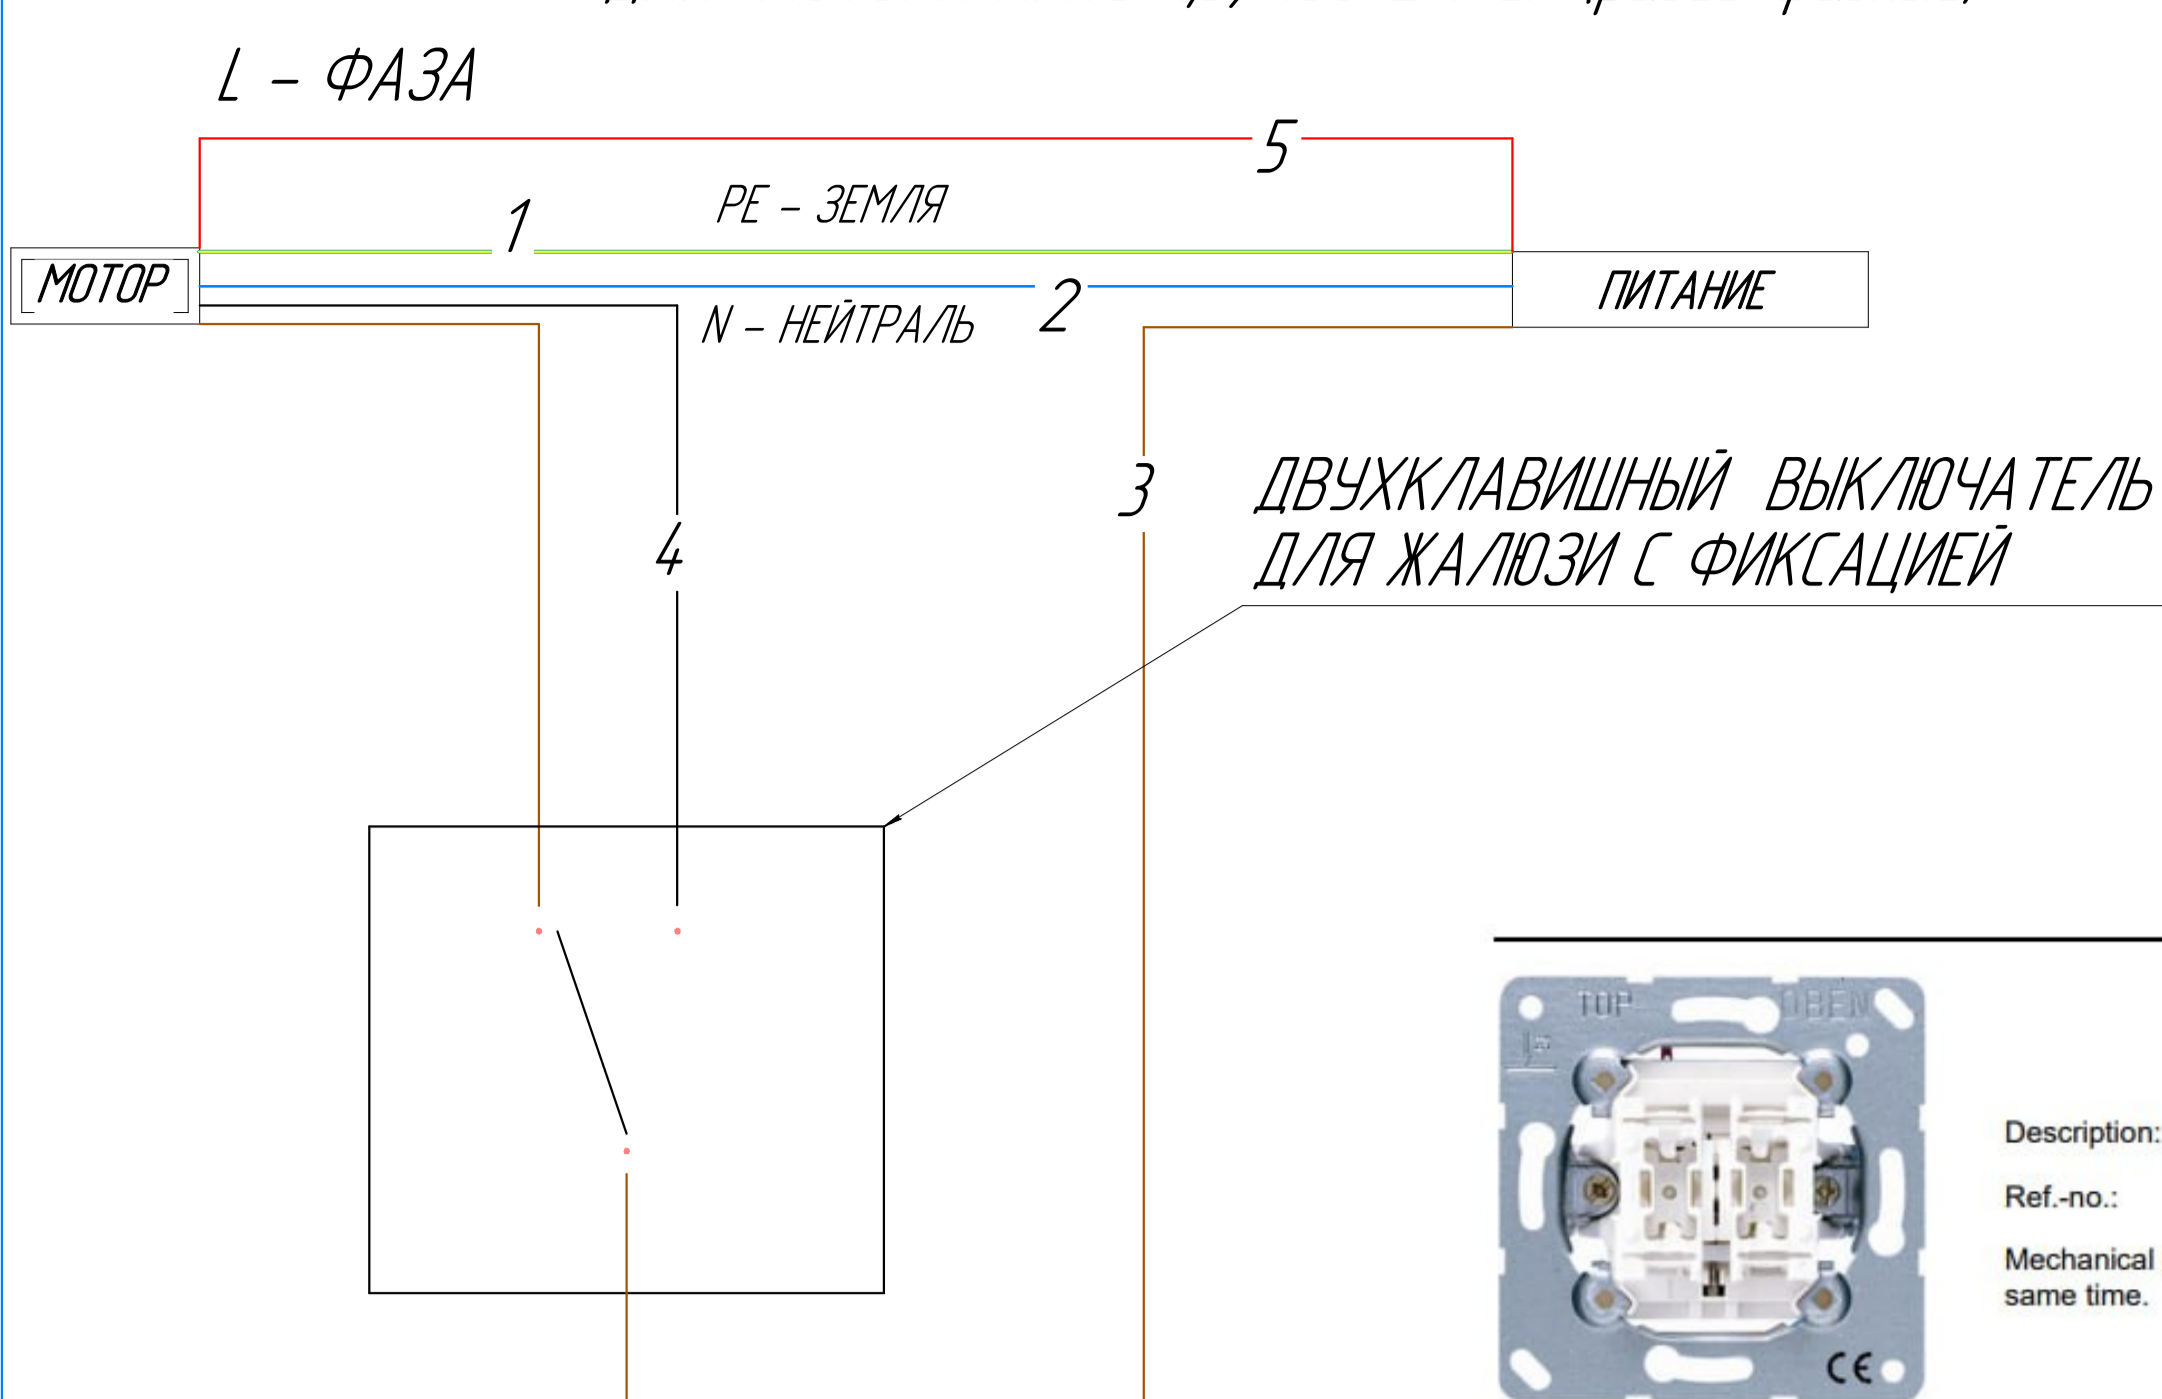 L - ФАЗА
5
PE - ЗЕМЛЯ
1
МОТОР
ПИТАНИЕ
2
N - НЕЙТРАЛЬ
3
ДВУХКЛАВИШНЫЙ ВЫКЛЮЧАТЕЛЬ
ДЛЯ ЖАЛЮЗИ С ФИКСАЦИЕЙ
4
TOP
OBEN
Description:
Ref.-no.:
Mechanical
same time.
CE